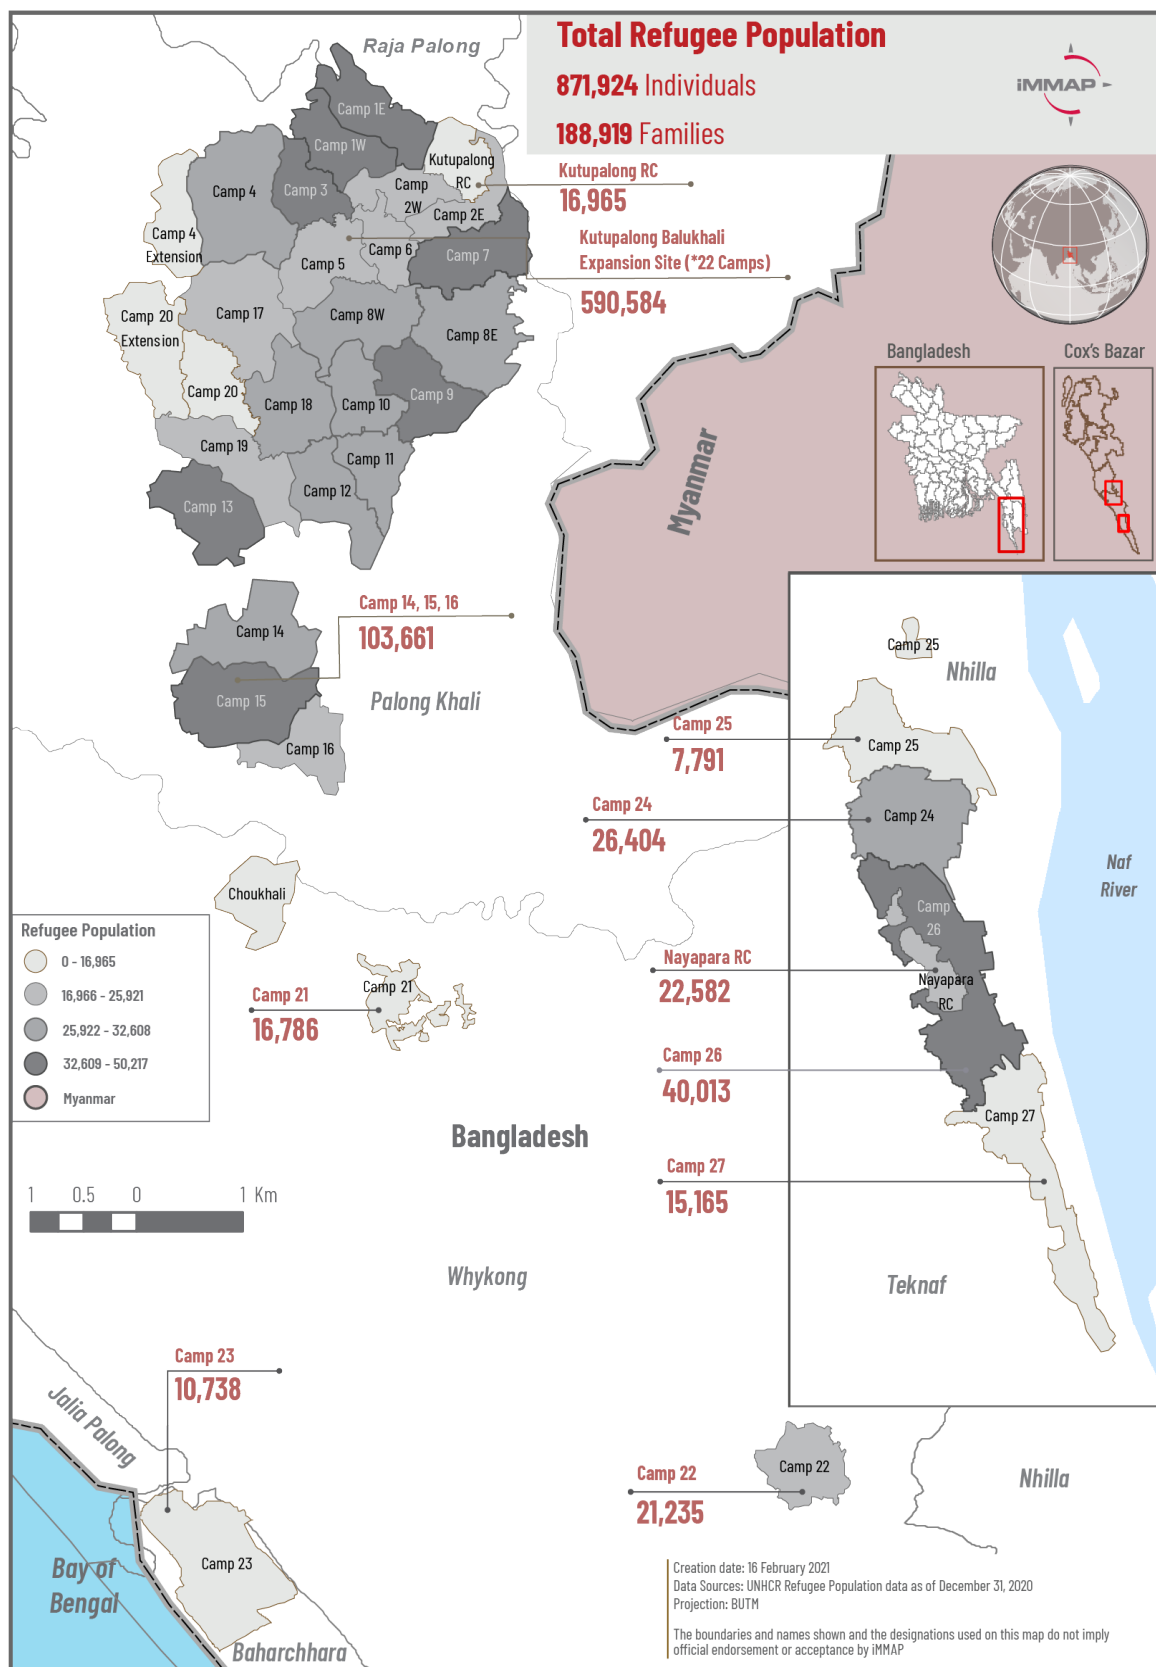 Total Refugee Population
871,924 Individuals
188,919 Families
iMMAP
Raja Palong
Camp 1E
Camp 1W
Kutupalong
RC
Camp 3
Camp 4
Camp
2W
Camp 2E
Camp 4
Extension
Camp 6
Camp 5
Camp 7
Kutupalong RC
16,965
Kutupalong Balukhali
Expansion Site (*22 Camps)
590,584
Camp 20
Extension
Camp 17
Camp 8W
Camp 8E
Camp 20
Camp 18
Camp 10
Camp 9
Camp 19
Camp 11
Camp 12
Camp 13
Myanmar
Bangladesh
Cox's Bazar
Camp 14
Camp 15
Camp 16
Camp 14, 15, 16
103,661
Palong Khali
Camp 25
Nhilla
Camp 25
Camp 25
7,791
Camp 24
Camp 24
26,404
Naf
River
Camp
26
Nayapara
RC
Nayapara RC
22,582
Camp 26
40,013
Camp 27
Camp 27
15,165
Teknaf
Choukhali
Refugee Population
0 - 16,965
16,966 - 25,921
25,922 - 32,608
32,609 - 50,217
Myanmar
Camp 21
Camp 21
16,786
Bangladesh
1 0.5 0 1 Km
Whykong
Camp 23
10,738
Jalia Palong
Camp 23
Bay of
Bengal
Baharchhara
Camp 22
Camp 22
21,235
Nhilla
Creation date: 16 February 2021
Data Sources: UNHCR Refugee Population data as of December 31, 2020
Projection: BUTM
The boundaries and names shown and the designations used on this map do not imply
official endorsement or acceptance by iMMAP